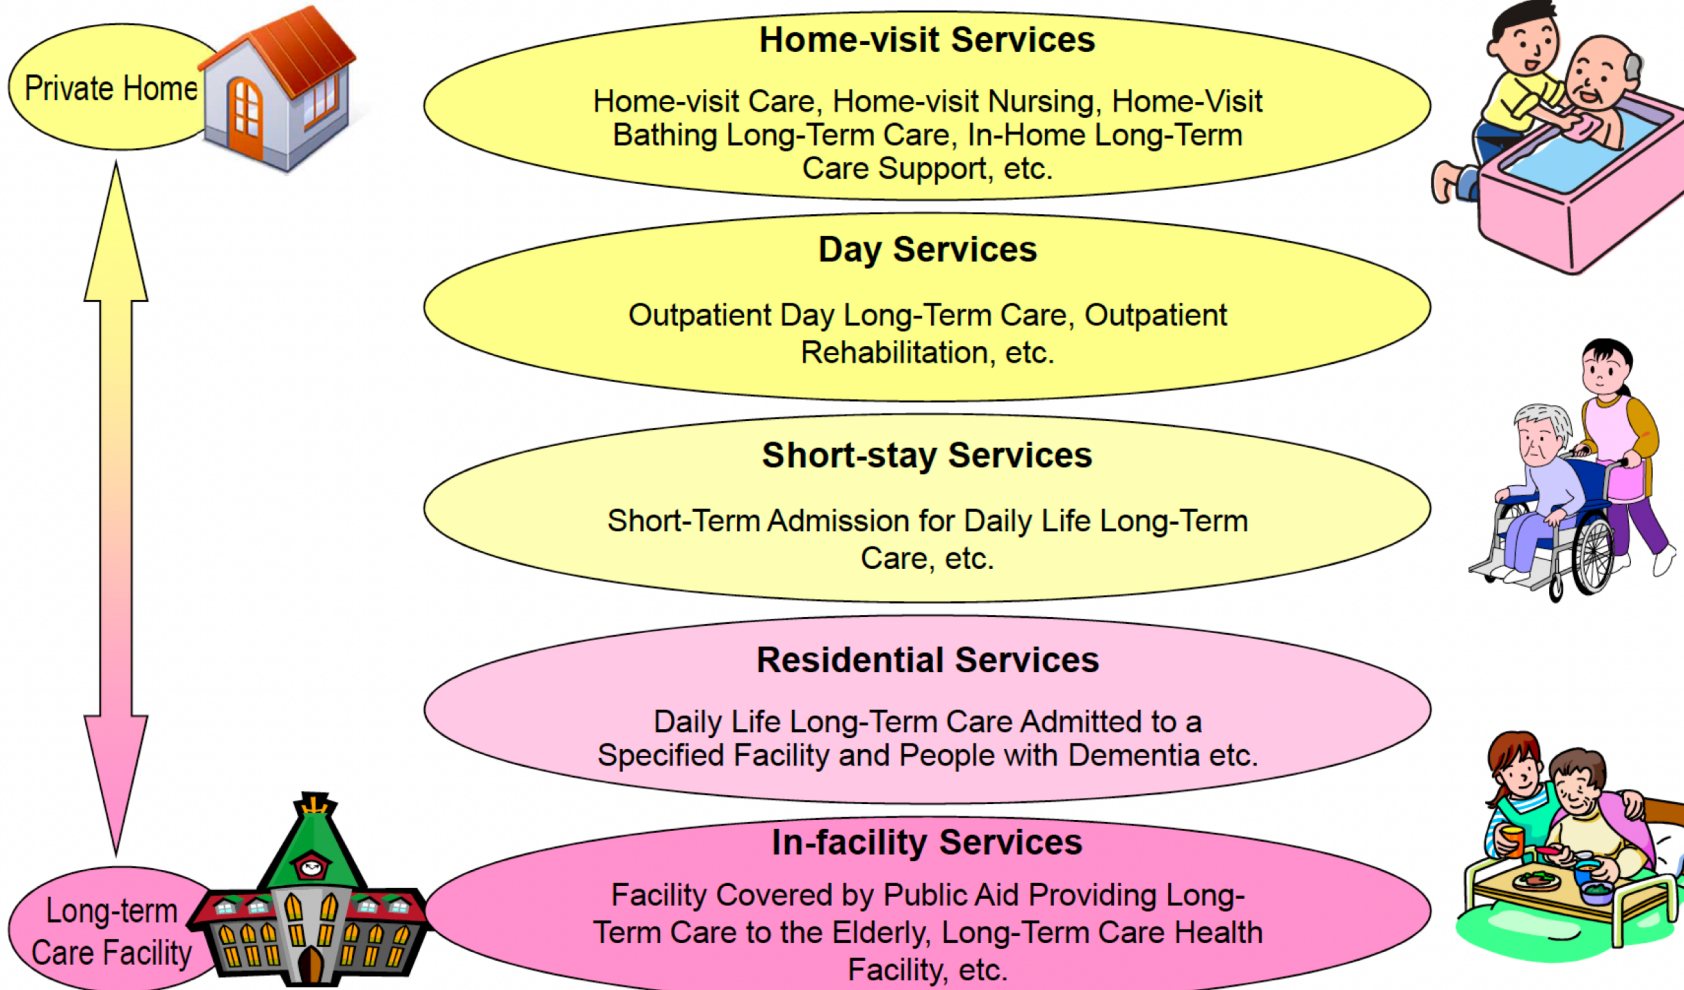 Private Home
Home-visit Services
Home-visit Care, Home-visit Nursing, Home-Visit
Bathing Long-Term Care, In-Home Long-Term
Care Support, etc.
Day Services
Outpatient Day Long-Term Care, Outpatient
Rehabilitation, etc.
Short-stay Services
Short-Term Admission for Daily Life Long-Term
Care, etc.
Residential Services
Daily Life Long-Term Care Admitted to a
Specified Facility and People with Dementia etc.
Long-term
Care Facility
In-facility Services
Facility Covered by Public Aid Providing Long-
Term Care to the Elderly, Long-Term Care Health
Facility, etc.